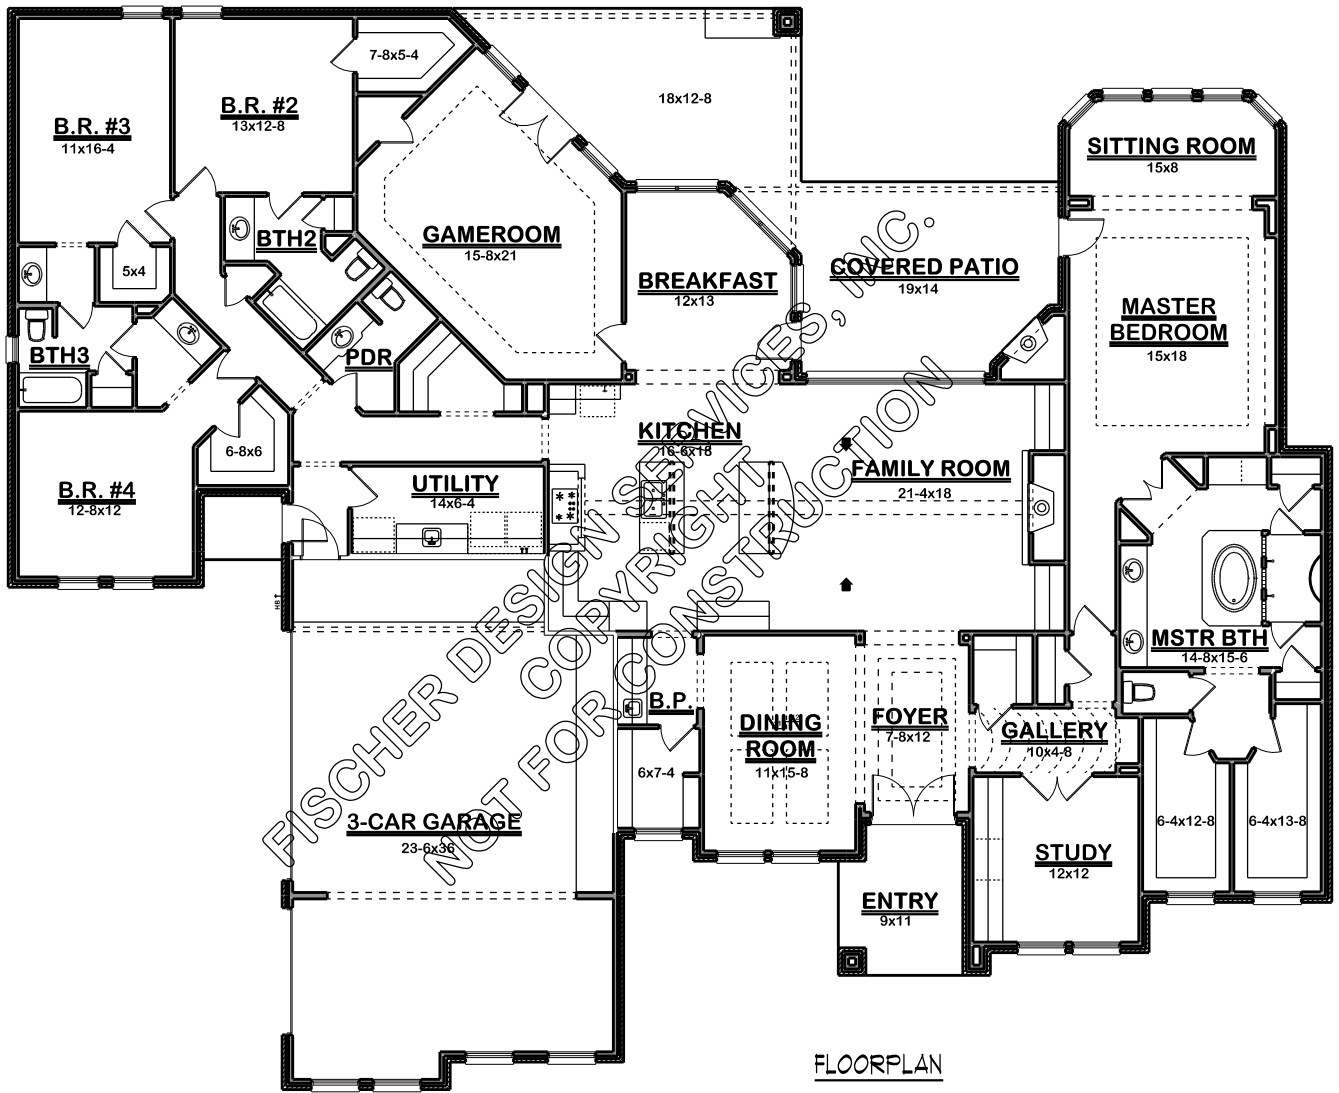 7-8x5-4
B.R. #3
11x16-4
B.R. #2
13x12-8
18x12-8
SITTING ROOM
15x8
GAMEROOM
15-8x21
BTH2
5x4
BREAKFAST
12x13
COVERED PATIO
19x14
MASTER
BEDROOM
15x18
BTH3
PDR
KITCHEN
16-6x18
6-8x6
UTILITY
14x6-4
FAMILY ROOM
21-4x18
B.R. #4
12-8x12
HB
MSTR BTH
14-8x15-6
B.P.
6x7-4
DINING
ROOM
11x15-8
FOYER
7-8x12
GALLERY
10x4-8
3-CAR GARAGE
23-6x36
6-4x12-8
6-4x13-8
STUDY
12x12
ENTRY
9x11
FLOORPLAN
FISCHER DESIGN SERVICES, INC.
COPYRIGHT
NOT FOR CONSTRUCTION